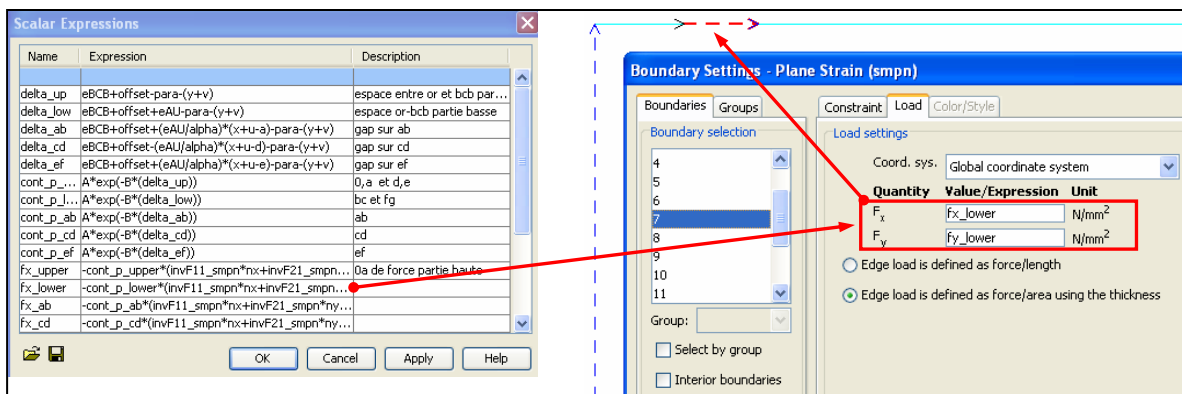 Scalar Expressions
Name Expression Description
delta_up eBCB+offset-para-(y+v) espace entre or et bcb par...
delta_low eBCB+offset+eAU-para-(y+v) espace or-bcb partie basse
delta_ab eBCB+offset+(eAU/alpha)*(x+u-a)-para-(y+v) gap sur ab
delta_cd eBCB+offset-(eAU/alpha)*(x+u-d)-para-(y+v) gap sur cd
delta_ef eBCB+offset+(eAU/alpha)*(x+u-e)-para-(y+v) gap sur ef
cont_p_... A*exp(-B*(delta_up)) 0,a et d,e
cont_p_l... A*exp(-B*(delta_low)) bc et fg
cont_p_ab A*exp(-B*(delta_ab)) ab
cont_p_cd A*exp(-B*(delta_cd)) cd
cont_p_ef A*exp(-B*(delta_ef)) ef
fx_upper -cont_p_upper*(invF11_smpn*nx+invF21_smpn... 0a de force partie haute
fx_lower -cont_p_lower*(invF11_smpn*nx+invF21_smpn...
fx_ab -cont_p_ab*(invF11_smpn*nx+invF21_smpn*ny...
fx_cd -cont_p_cd*(invF11_smpn*nx+invF21_smpn*ny...
OK Cancel Apply Help
Boundary Settings - Plane Strain (smpn)
Boundaries Groups
Boundary selection
4
5
6
7
8
9
10
11
Group:
Select by group
Interior boundaries
Constraint Load Color/Style
Load settings
Coord. sys. Global coordinate system
Quantity Value/Expression Unit
Fx fx_lower N/mm2
Fy fy_lower N/mm2
Edge load is defined as force/length
Edge load is defined as force/area using the thickness